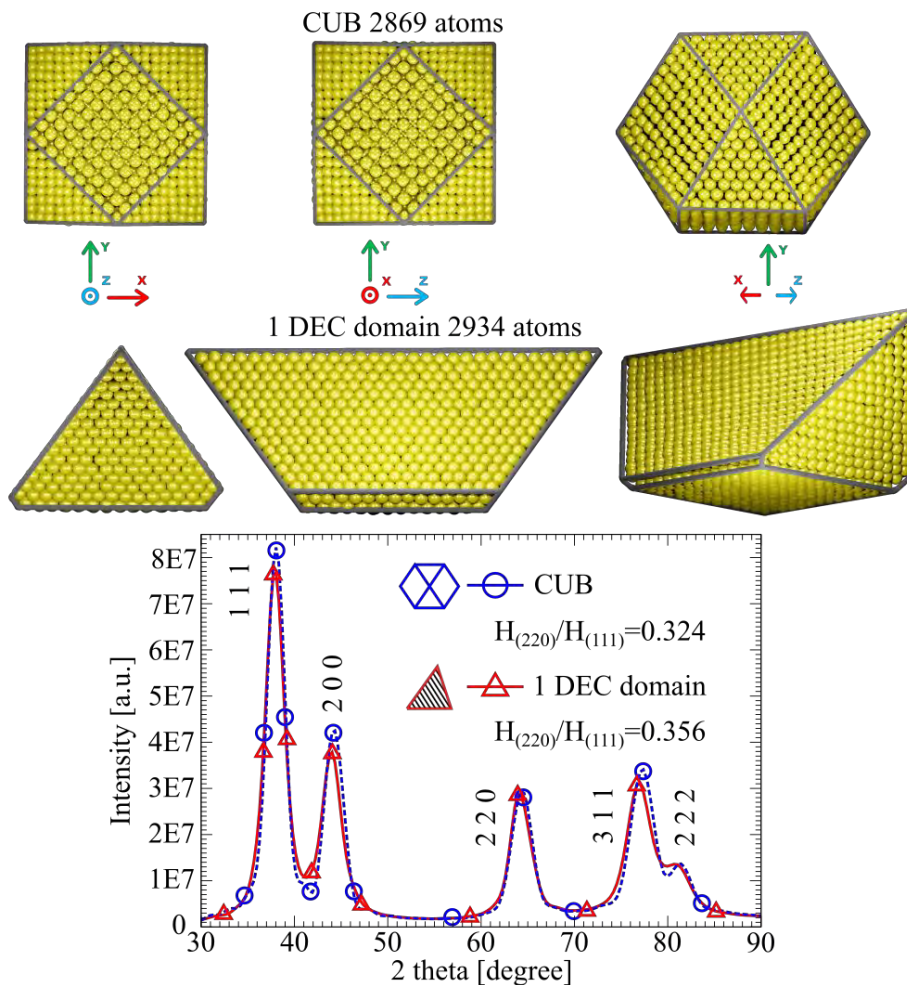 CUB 2869 atoms
Y
Z
X
Y
X
Z
Y
X
Z
1 DEC domain 2934 atoms
8E7
7E7
6E7
5E7
4E7
3E7
2E7
1E7
0
Intensity [a.u.]
1 1 1
2 0 0
2 2 0
3 1 1
2 2 2
CUB
H(220)/H(111)=0.324
1 DEC domain
H(220)/H(111)=0.356
30
40
50
60
70
80
90
2 theta [degree]